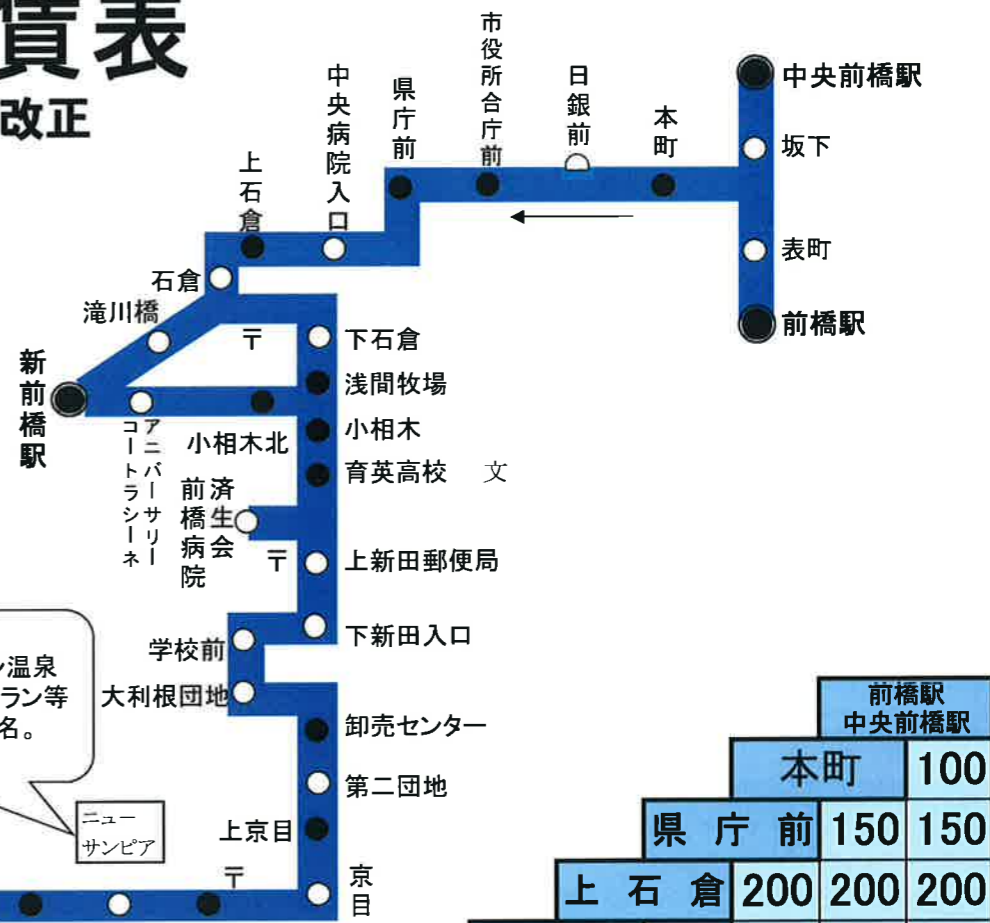 賃表
改正
中央前橋駅
坂下
表町
前橋駅
本町
日銀前
市役所合庁前
県庁前
中央病院入口
上石倉
石倉
滝川橋
新前橋駅
〒
下石倉
浅間牧場
小相木
育英高校 文
アニバーサリー
コートラシーネ
小相木北
済生会
前橋病院
〒
上新田郵便局
下新田入口
学校前
大利根団地
卸売センター
第二団地
上京目
京目
〒
ン温泉
ラン等
名。
ニュー
サンピア
前橋駅
中央前橋駅
本町 100
県庁前 150 150
上石倉 200 200 200